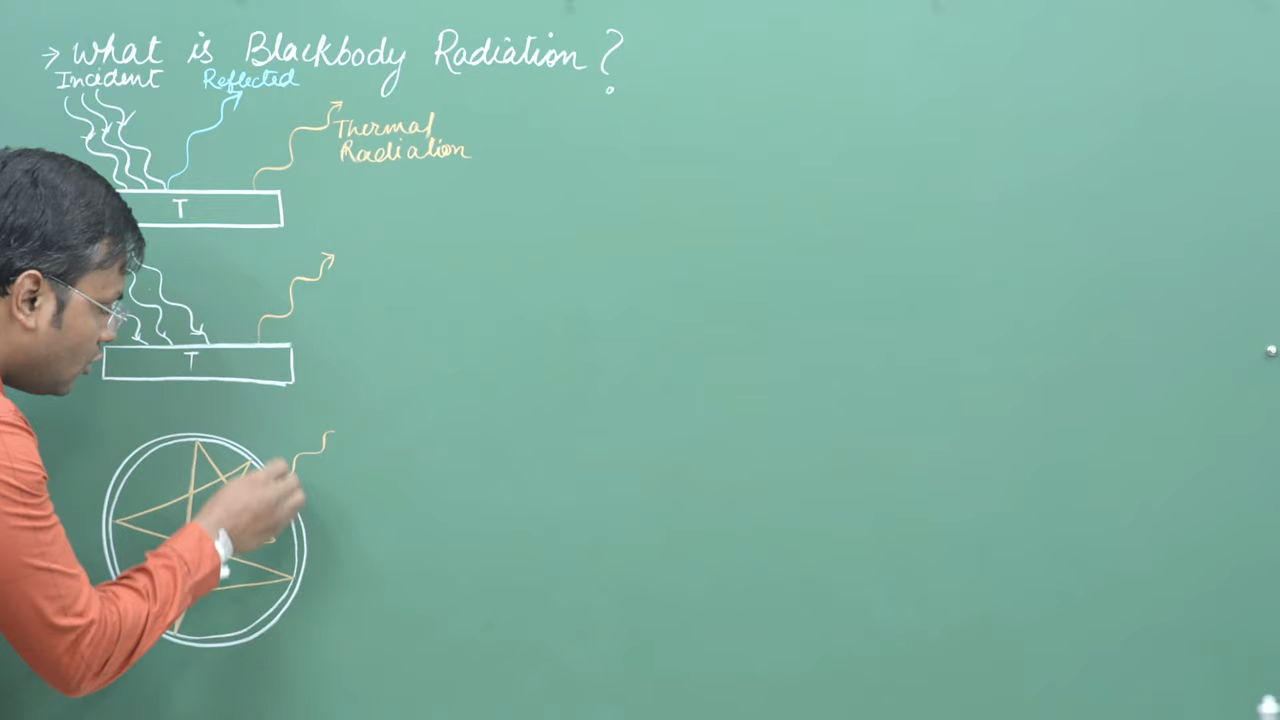 → What is Blackbody Radiation?
Incident Reflected
Thermal
Radiation
T
T